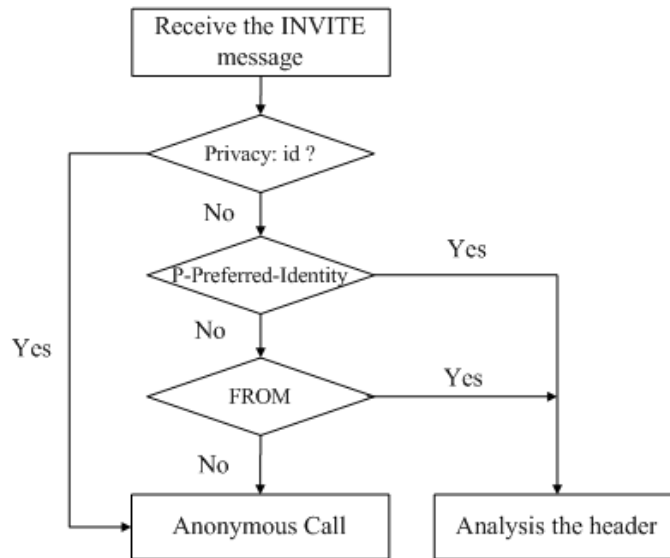 Receive the INVITE
message
Privacy: id ?
No
P-Preferred-Identity
Yes
No
Yes
FROM
Yes
No
Anonymous Call
Analysis the header